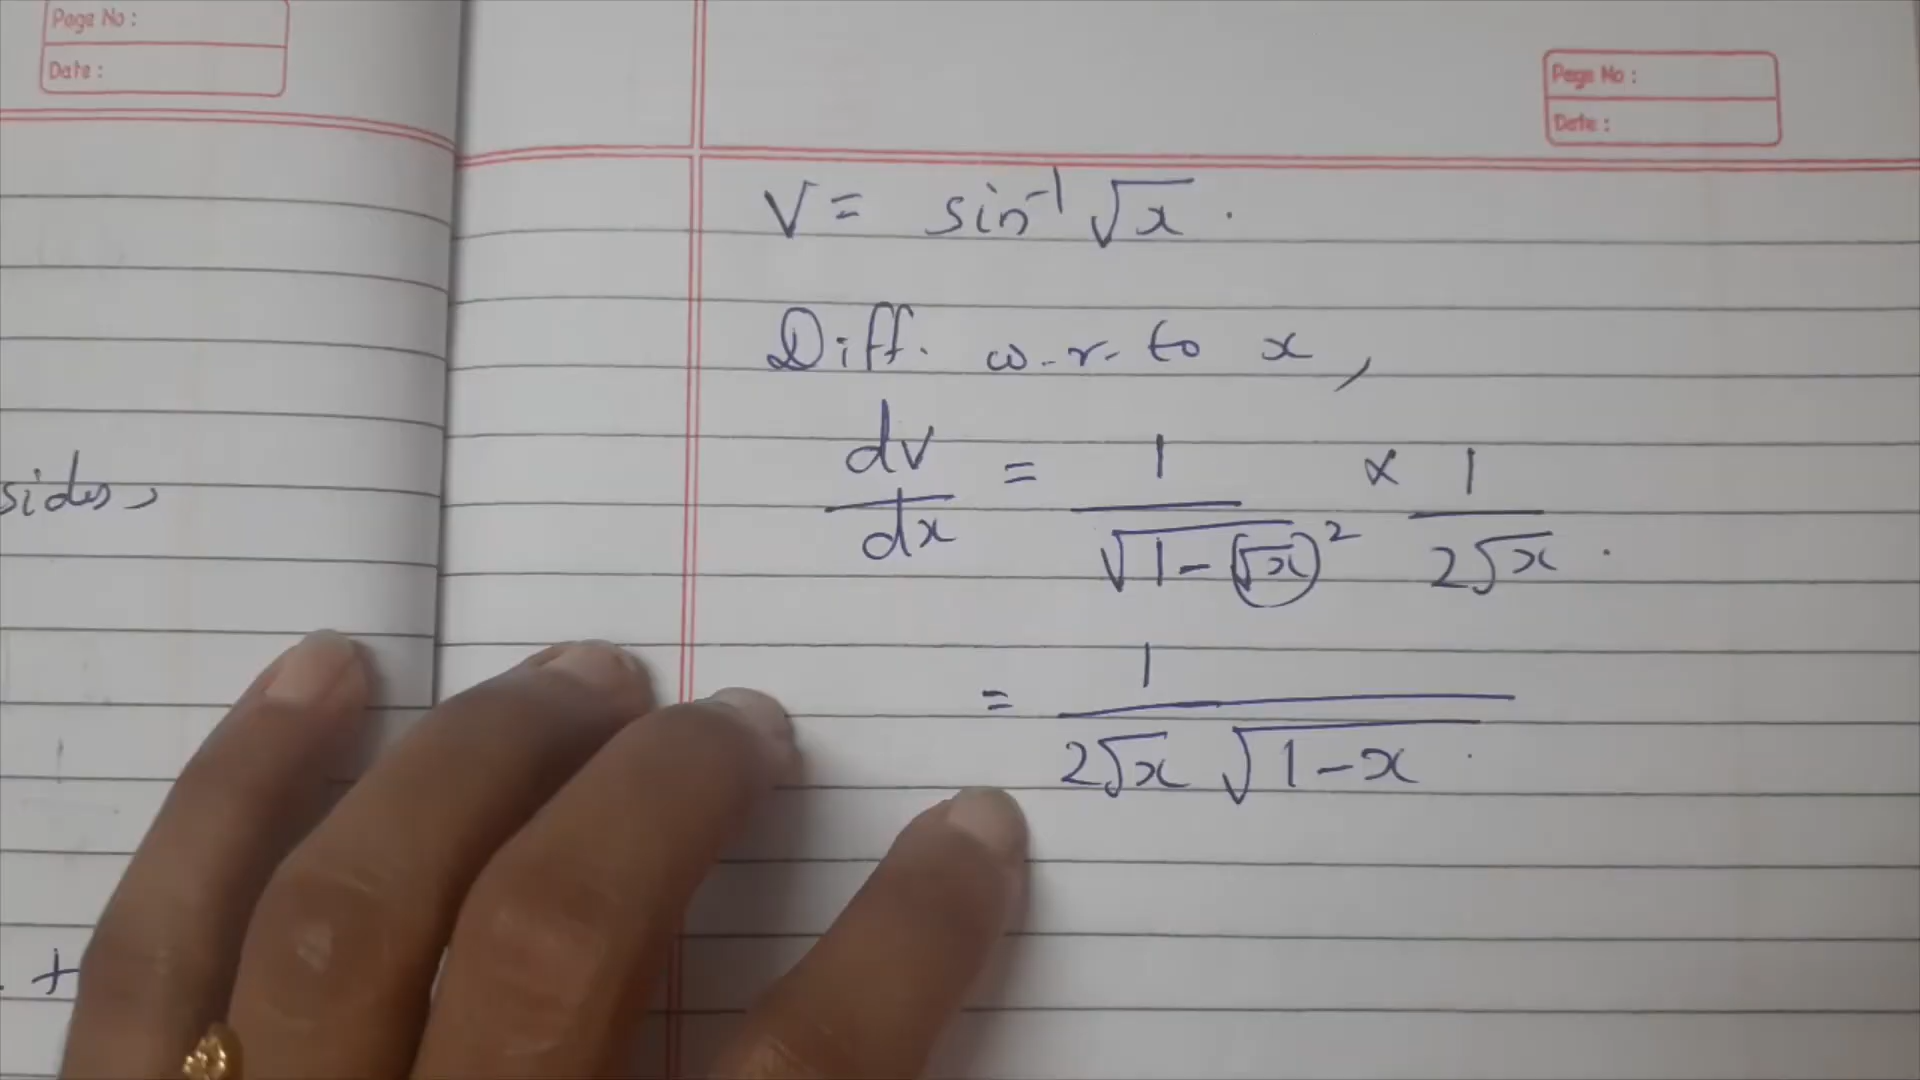 Page No :
Date :
sides,
+
Page No :
Date :
V = sin⁻¹ √x .
Diff. w.r. to x ,
dv/dx = 1/√(1-(√x)²) × 1/(2√x) .
= 1/(2√x √(1-x)) .